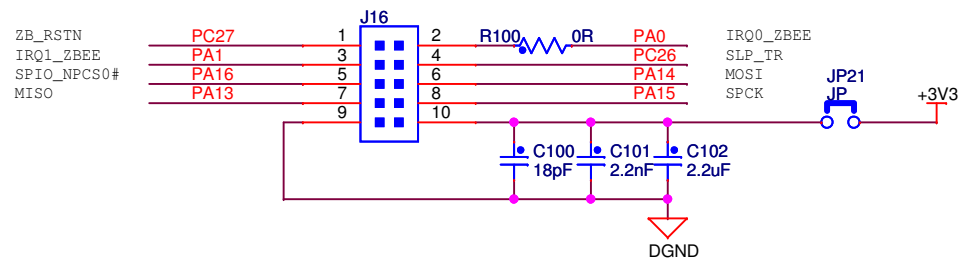 J16
ZB_RSTN PC27 1 2 R100 0R PA0 IRQ0_ZBEE
IRQ1_ZBEE PA1 3 4 PC26 SLP_TR
SPI0_NPCS0# PA16 5 6 PA14 MOSI
MISO PA13 7 8 PA15 SPCK
JP21
JP
+3V3
9 10
C100 C101 C102
18pF 2.2nF 2.2uF
DGND